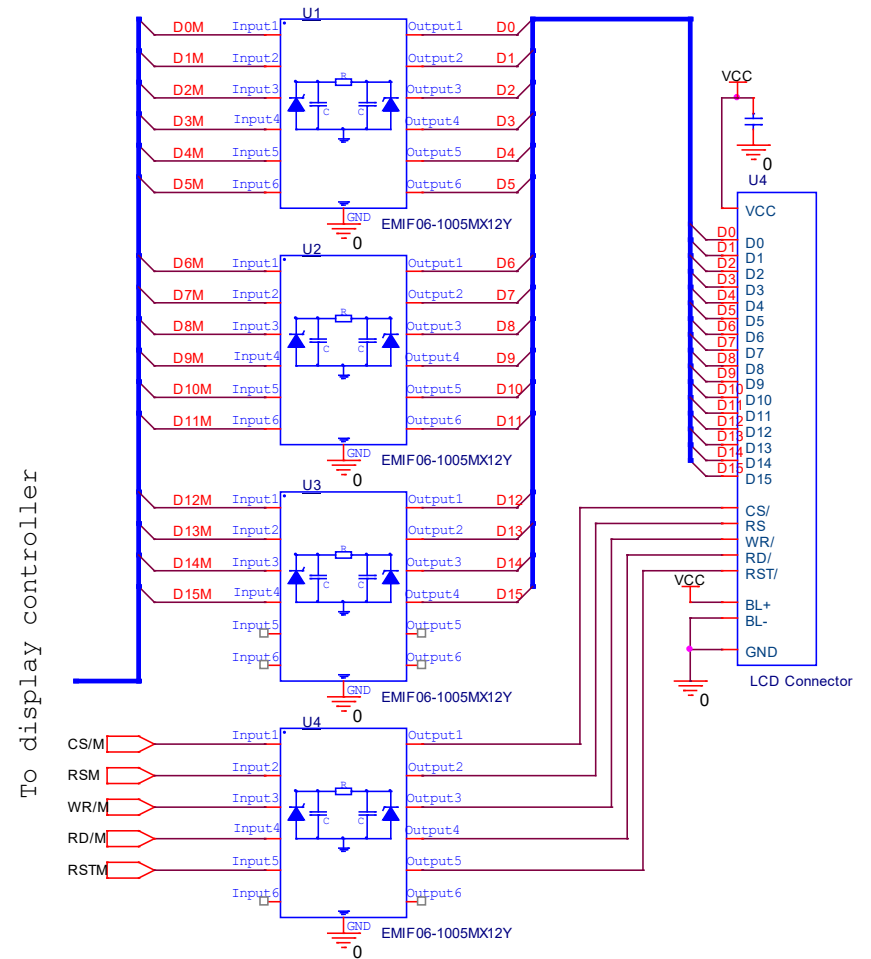 U1
D0M Input1 Output1 D0
D1M Input2 Output2 D1
D2M Input3 Output3 D2
D3M Input4 Output4 D3
D4M Input5 Output5 D4
D5M Input6 Output6 D5
R
C C
GND
0
EMIF06-1005MX12Y
U2
D6M Input1 Output1 D6
D7M Input2 Output2 D7
D8M Input3 Output3 D8
D9M Input4 Output4 D9
D10M Input5 Output5 D10
D11M Input6 Output6 D11
R
C C
GND
0
EMIF06-1005MX12Y
U3
D12M Input1 Output1 D12
D13M Input2 Output2 D13
D14M Input3 Output3 D14
D15M Input4 Output4 D15
Input5 Output5
Input6 Output6
R
C C
GND
0
EMIF06-1005MX12Y
U4
CS/M Input1 Output1
RSM Input2 Output2
WR/M Input3 Output3
RD/M Input4 Output4
RSTM Input5 Output5
Input6 Output6
R
C C
GND
0
EMIF06-1005MX12Y
To display controller
VCC
0
U4
VCC
D0 D0
D1 D1
D2 D2
D3 D3
D4 D4
D5 D5
D6 D6
D7 D7
D8 D8
D9 D9
D10 D10
D11 D11
D12 D12
D13 D13
D14 D14
D15 D15
CS/
RS
WR/
RD/
RST/
VCC
BL+
BL-
GND
0
LCD Connector